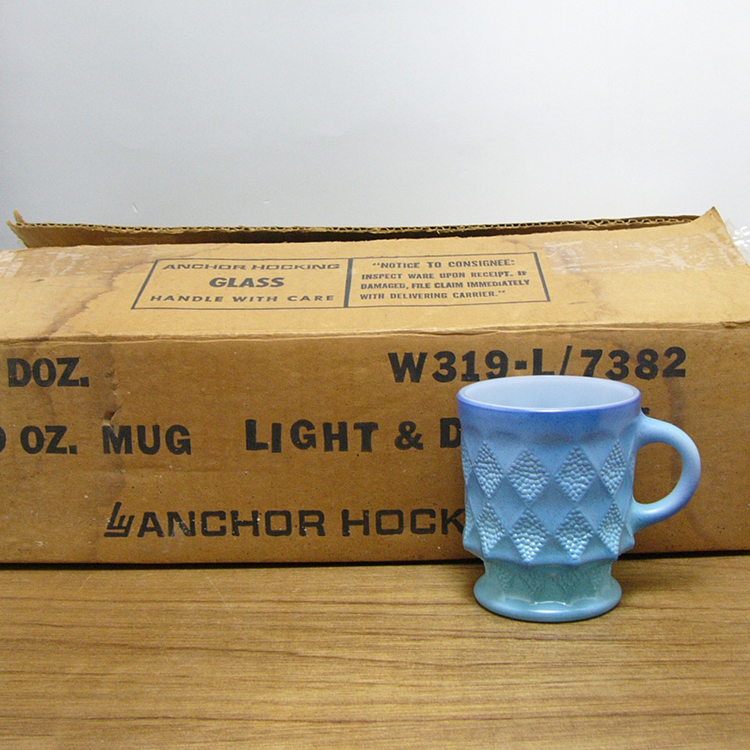 ANCHOR HOCKING
GLASS
HANDLE WITH CARE
"NOTICE TO CONSIGNEE:
INSPECT WARE UPON RECEIPT. IF
DAMAGED, FILE CLAIM IMMEDIATELY
WITH DELIVERING CARRIER."
DOZ. W319-L/7382
OZ. MUG LIGHT & D
ANCHOR HOCK